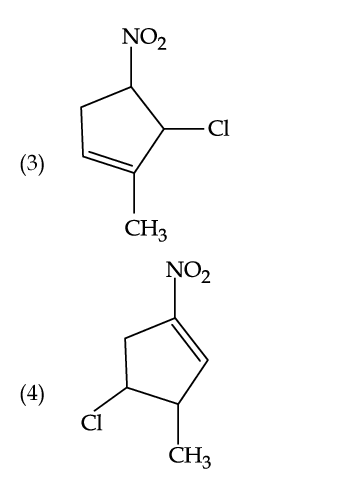 NO₂
Cl
(3)
CH₃
NO₂
(4)
Cl
CH₃